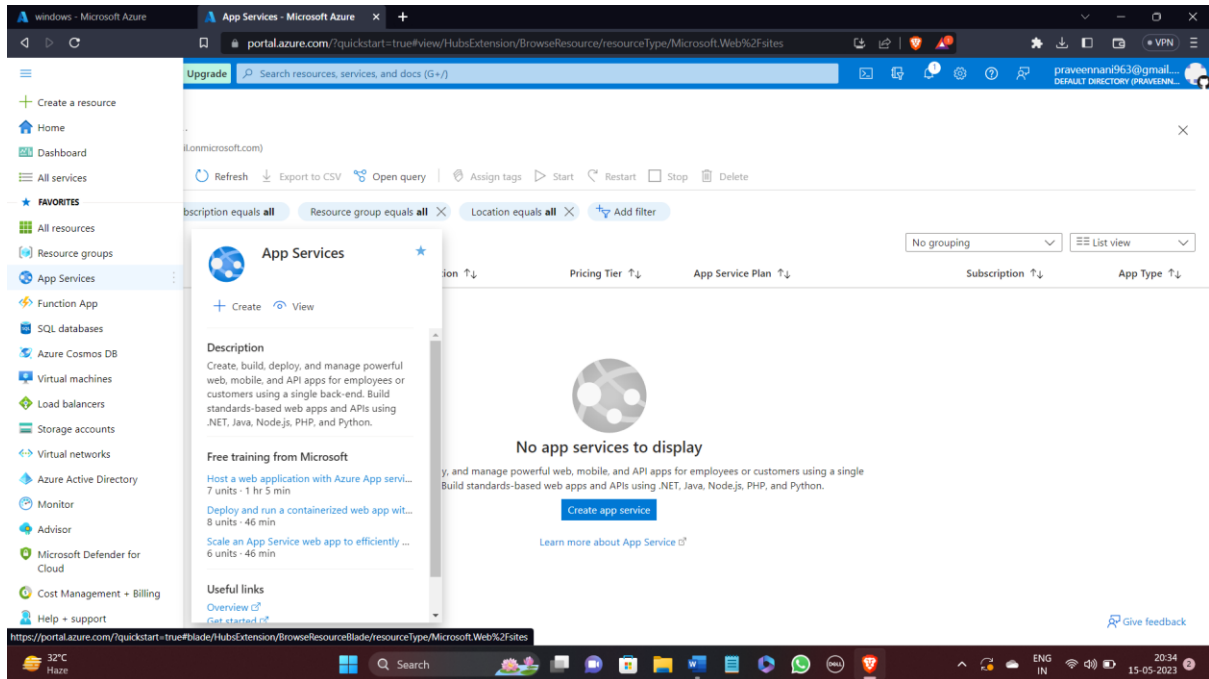 windows - Microsoft Azure
App Services - Microsoft Azure
portal.azure.com/?quickstart=true#view/HubsExtension/BrowseResource/resourceType/Microsoft.Web%2Fsites
VPN
Upgrade
Search resources, services, and docs (G+/)
1
praveennani963@gmail....
DEFAULT DIRECTORY (PRAVEENN...
Create a resource
Home
Dashboard
All services
FAVORITES
All resources
Resource groups
App Services
Function App
SQL databases
Azure Cosmos DB
Virtual machines
Load balancers
Storage accounts
Virtual networks
Azure Active Directory
Monitor
Advisor
Microsoft Defender for
Cloud
Cost Management + Billing
Help + support
il.onmicrosoft.com)
Refresh Export to CSV Open query Assign tags Start Restart Stop Delete
bscription equals all Resource group equals all Location equals all Add filter
No grouping List view
tion Pricing Tier App Service Plan Subscription App Type
App Services
Create View
Description
Create, build, deploy, and manage powerful
web, mobile, and API apps for employees or
customers using a single back-end. Build
standards-based web apps and APIs using
.NET, Java, Node.js, PHP, and Python.
Free training from Microsoft
Host a web application with Azure App servi...
7 units · 1 hr 5 min
Deploy and run a containerized web app wit...
8 units · 46 min
Scale an App Service web app to efficiently ...
6 units · 46 min
Useful links
Overview
Get started
No app services to display
y, and manage powerful web, mobile, and API apps for employees or customers using a single
Build standards-based web apps and APIs using .NET, Java, Node.js, PHP, and Python.
Create app service
Learn more about App Service
Give feedback
https://portal.azure.com/?quickstart=true#blade/HubsExtension/BrowseResourceBlade/resourceType/Microsoft.Web%2Fsites
32°C
Haze
Search
DELL
ENG
IN
20:34
15-05-2023
2